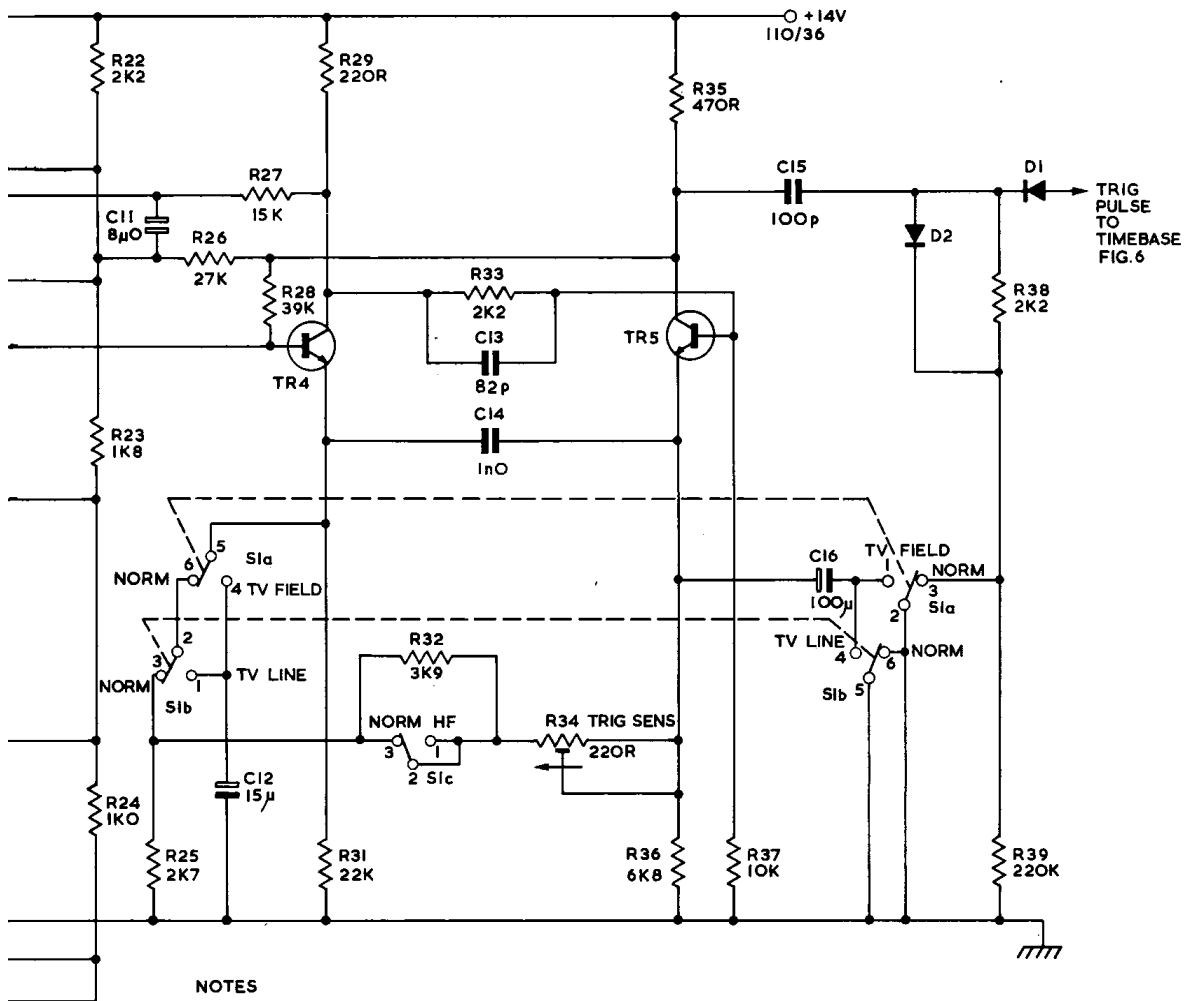 +14V
110/36
R22
2K2
R29
220R
R35
470R
R27
15K
C11
8µ0
R26
27K
R28
39K
C15
100p
D1
TRIG
PULSE
TO
TIMEBASE
FIG.6
D2
R38
2K2
R33
2K2
C13
82p
TR4
TR5
C14
1n0
R23
1K8
5
S1a
6
NORM
4 TV FIELD
2
3
NORM
1
TV LINE
S1b
C16
100µ
TV FIELD
1
NORM
3
2
S1a
TV LINE
4
6
NORM
5
S1b
R32
3K9
NORM HF
3
1
2
S1c
R34 TRIG SENS
220R
C12
15µ
R24
1K0
R25
2K7
R31
22K
R36
6K8
R37
10K
R39
220K
NOTES